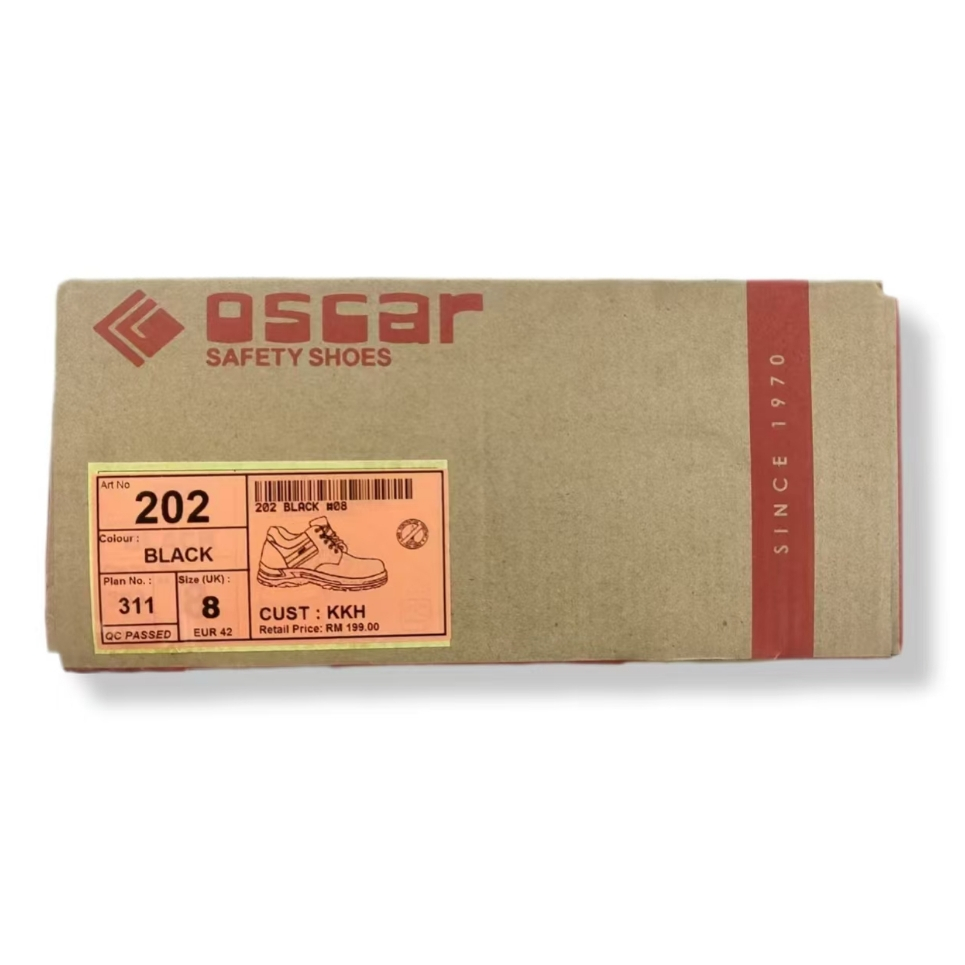 oscar
SAFETY SHOES
SINCE 1970
Art No
202
Colour :
BLACK
Plan No. :
311
QC PASSED
Size (UK) :
8
EUR 42
202 BLACK #08
CUST : KKH
Retail Price: RM 199.00